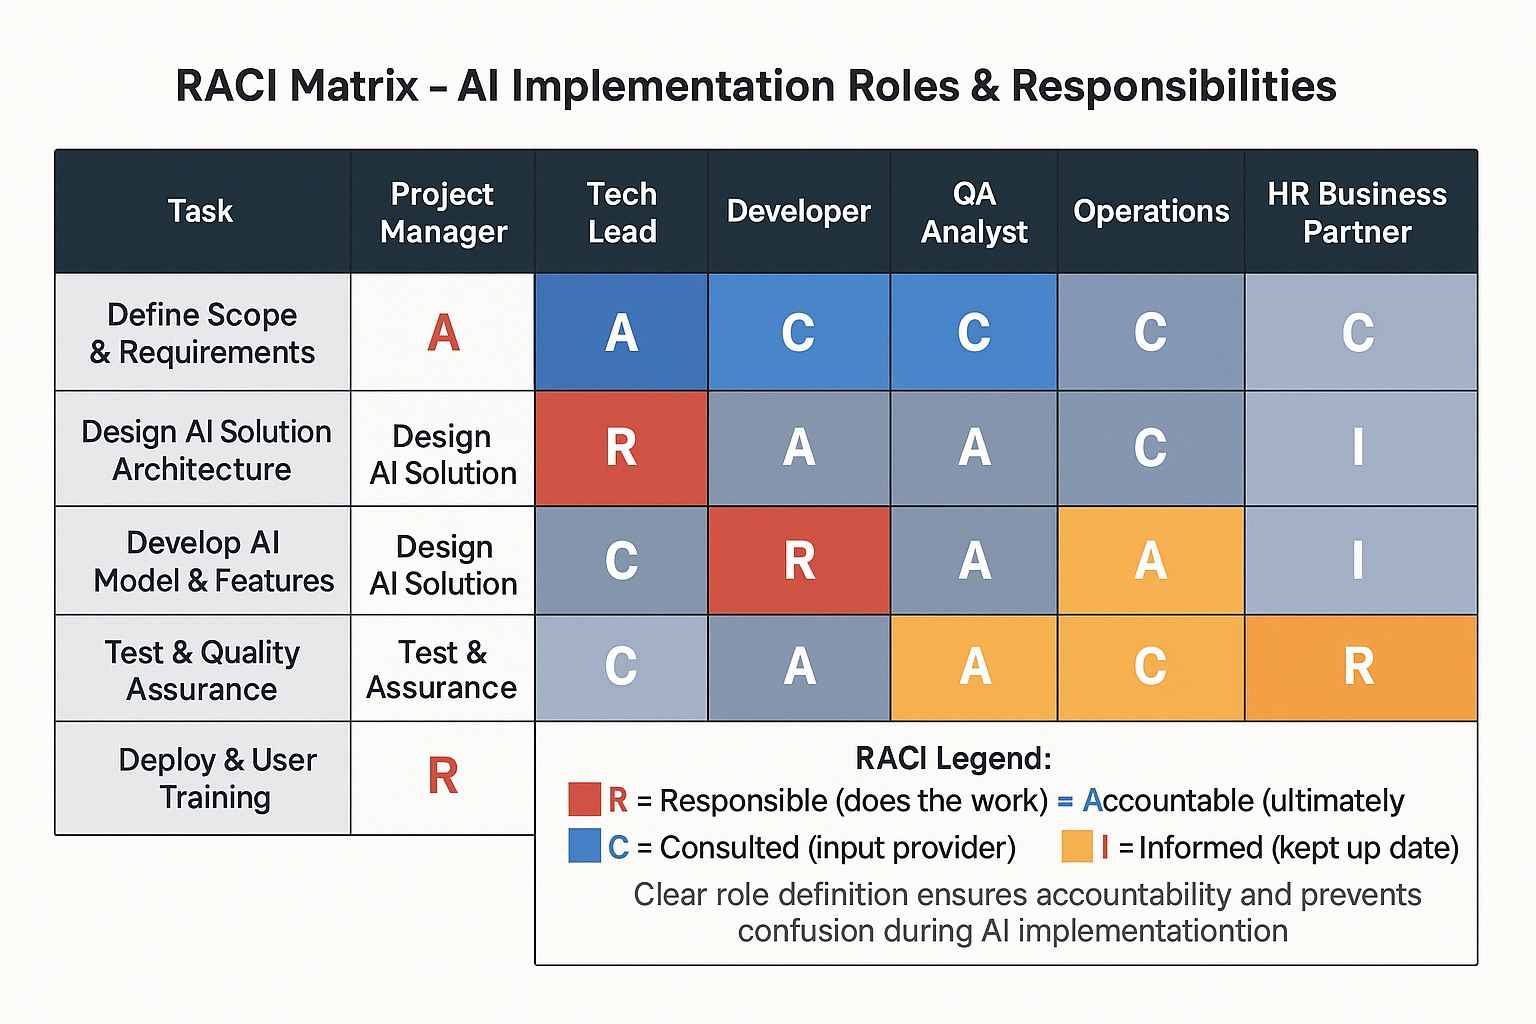 RACI Matrix – AI Implementation Roles & Responsibilities
Task
Project
Manager
Tech
Lead
Developer
QA
Analyst
Operations
HR Business
Partner
Define Scope
& Requirements
A
A
C
C
C
C
Design AI Solution
Architecture
Design
AI Solution
R
A
A
C
I
Develop AI
Model & Features
Design
AI Solution
C
R
A
A
I
Test & Quality
Assurance
Test &
Assurance
C
A
A
C
R
Deploy & User
Training
R
RACI Legend:
R = Responsible (does the work) = Accountable (ultimately
C = Consulted (input provider) I = Informed (kept up date)
Clear role definition ensures accountability and prevents
confusion during AI implementationtion